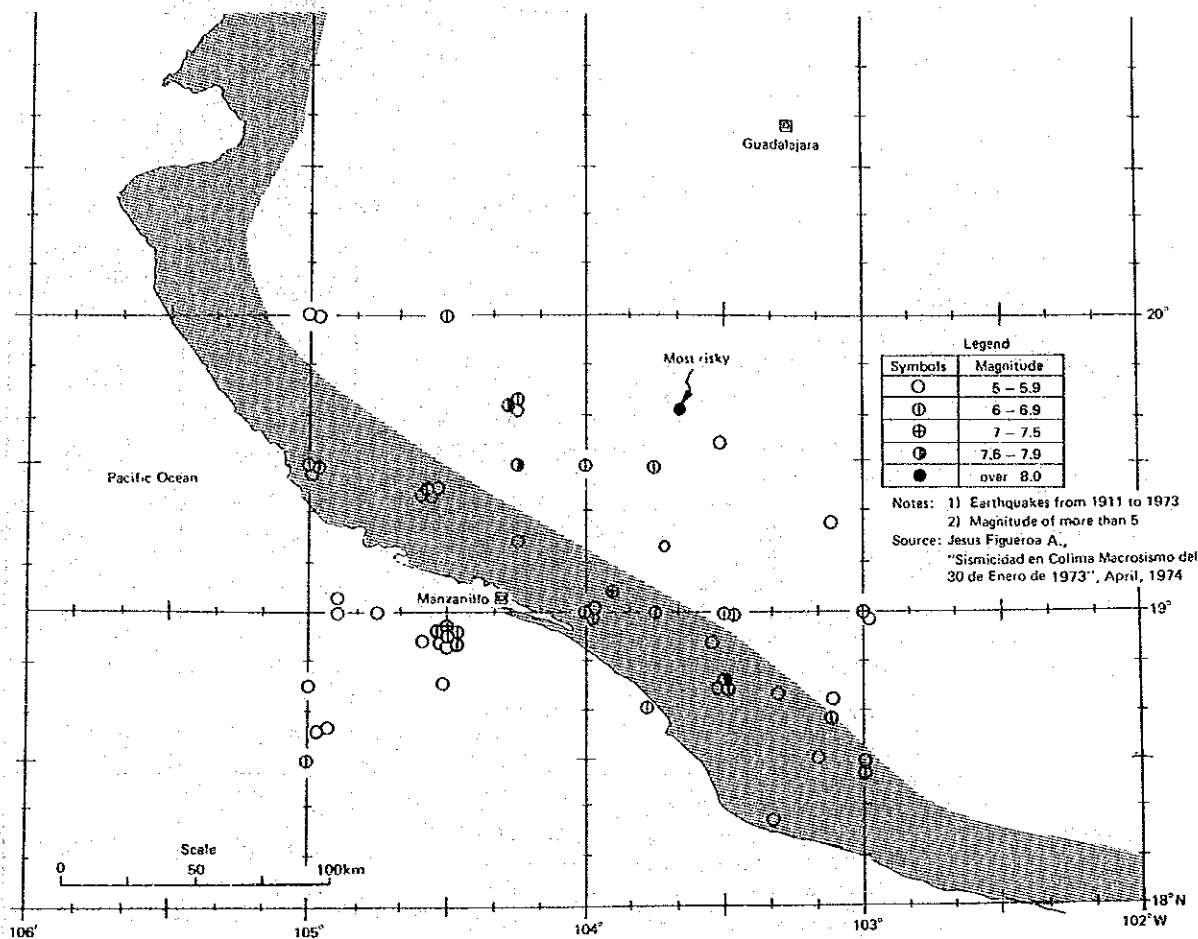 Guadalajara
20°
Most risky
Legend
Symbols Magnitude
5 – 5.9
6 – 6.9
7 – 7.5
7.6 – 7.9
over 8.0
Pacific Ocean
Notes: 1) Earthquakes from 1911 to 1973
2) Magnitude of more than 5
Source: Jesus Figueroa A.,
"Sismicidad en Colima Macrosismo del
30 de Enero de 1973", April, 1974
Manzanillo
19°
Scale
0 50 100km
18°N
106° 105° 104° 103° 102°W